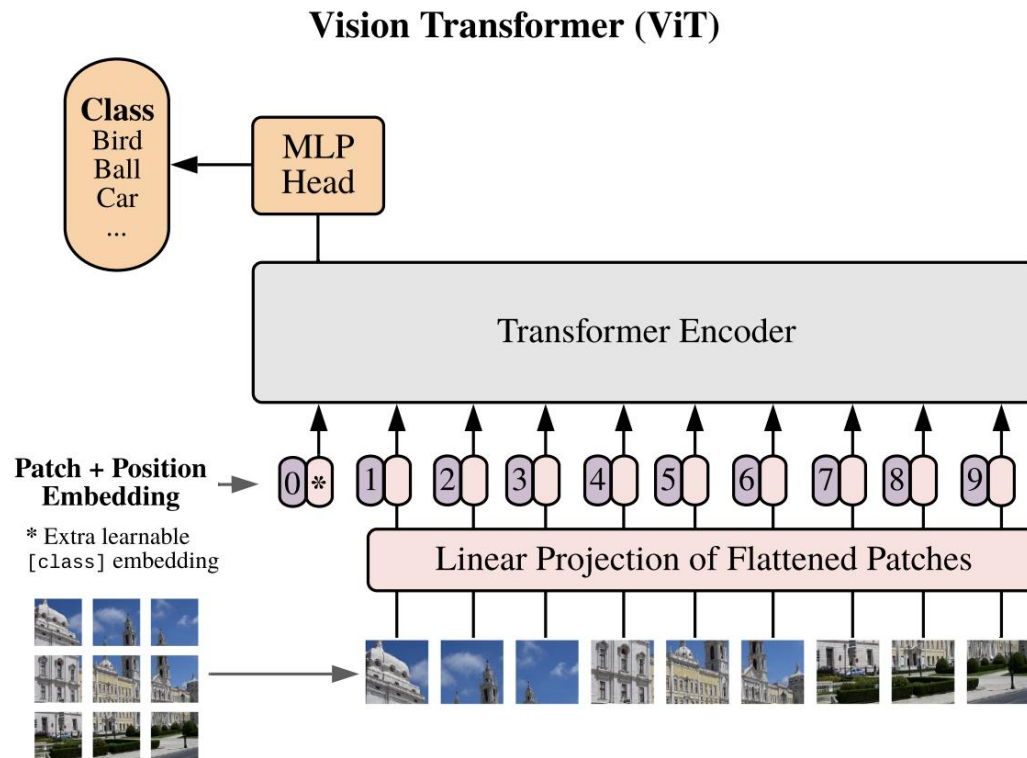 Vision Transformer (ViT)
Class
Bird
Ball
Car
...
MLP
Head
Transformer Encoder
Patch + Position
Embedding
0 * 1 2 3 4 5 6 7 8 9
* Extra learnable
[class] embedding
Linear Projection of Flattened Patches